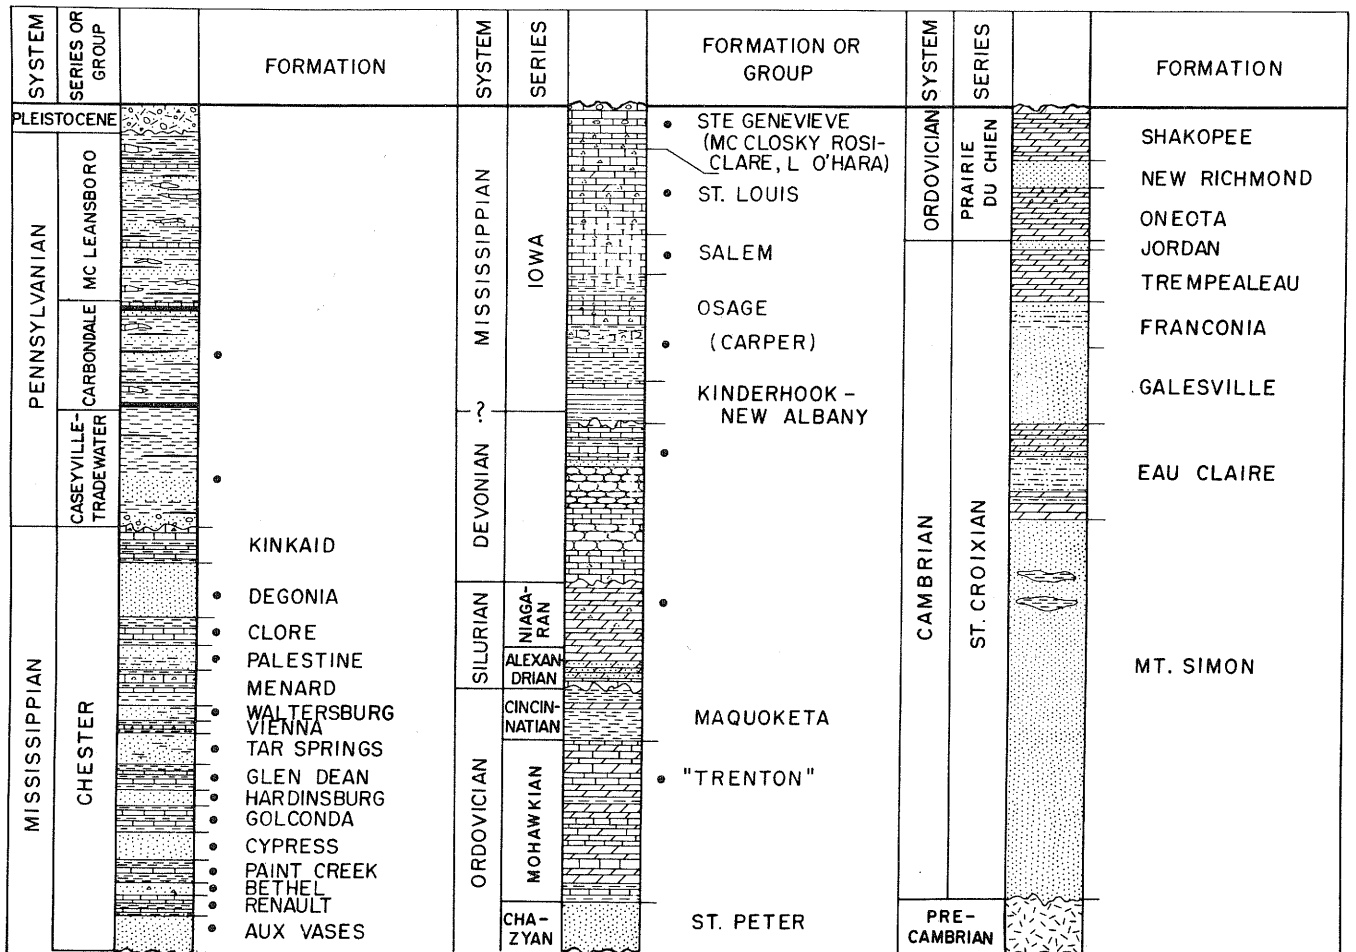 SYSTEM
SERIES OR
GROUP
FORMATION
PLEISTOCENE
PENNSYLVANIAN
MC LEANSBORO
CARBONDALE
CASEYVILLE-
TRADEWATER
MISSISSIPPIAN
CHESTER
KINKAID
DEGONIA
CLORE
PALESTINE
MENARD
WALTERSBURG
VIENNA
TAR SPRINGS
GLEN DEAN
HARDINSBURG
GOLCONDA
CYPRESS
PAINT CREEK
BETHEL
RENAULT
AUX VASES
SYSTEM
SERIES
FORMATION OR
GROUP
MISSISSIPPIAN
IOWA
STE GENEVIEVE
(MC CLOSKY ROSI-
CLARE, L O'HARA)
ST. LOUIS
SALEM
OSAGE
(CARPER)
KINDERHOOK -
NEW ALBANY
- ? -
DEVONIAN
SILURIAN
NIAGA-
RAN
ALEXAN-
DRIAN
ORDOVICIAN
CINCIN-
NATIAN
MAQUOKETA
MOHAWKIAN
"TRENTON"
CHA-
ZYAN
ST. PETER
SYSTEM
SERIES
FORMATION
ORDOVICIAN
PRAIRIE
DU CHIEN
SHAKOPEE
NEW RICHMOND
ONEOTA
CAMBRIAN
ST. CROIXIAN
JORDAN
TREMPEALEAU
FRANCONIA
GALESVILLE
EAU CLAIRE
MT. SIMON
PRE-
CAMBRIAN